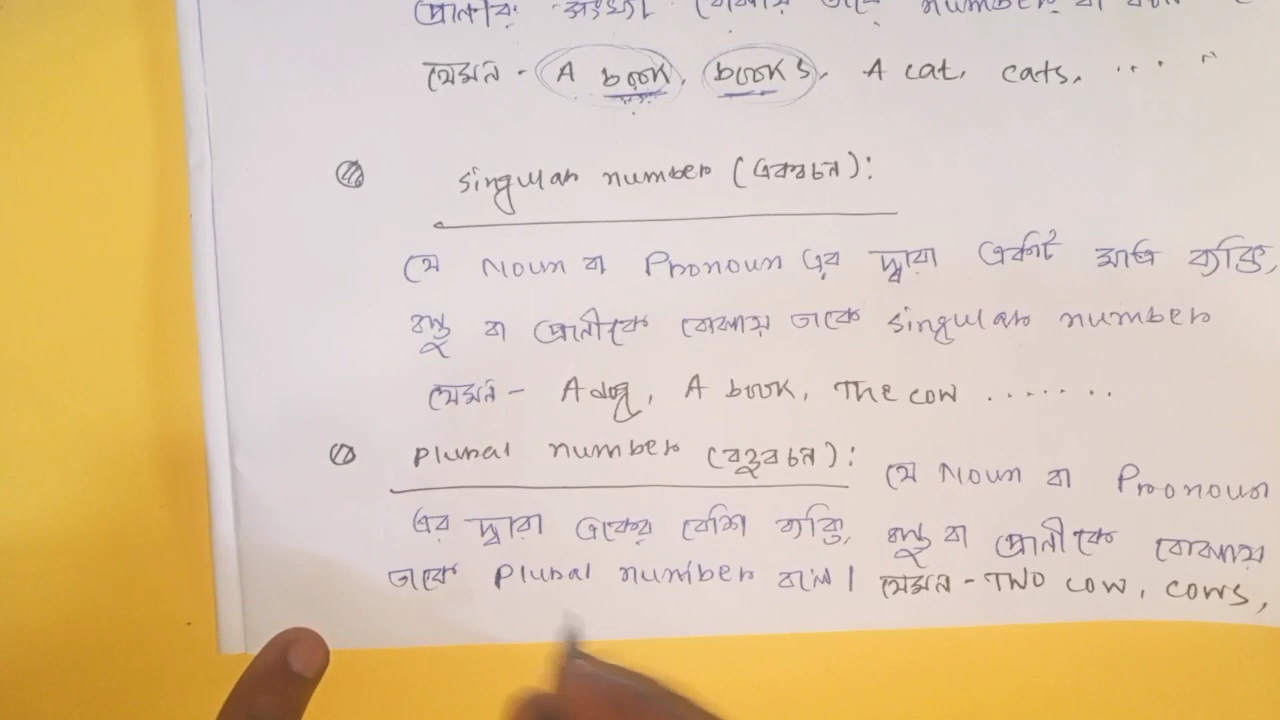 প্রাণীর সংখ্যা বোঝায় তাকে number বা বচন
যেমন - A book, books, A cat, cats, .....
singular number (একবচন):
যে Noun বা Pronoun এর দ্বারা একটি মাত্র ব্যক্তি,
বস্তু বা প্রাণীকে বোঝায় তাকে singular number
যেমন - A dog, A book, The cow .......
plural number (বহুবচন): যে Noun বা Pronoun
এর দ্বারা একের বেশি ব্যক্তি, বস্তু বা প্রাণীকে বোঝায়
তাকে plural number বলে। যেমন - TWO cow, cows,